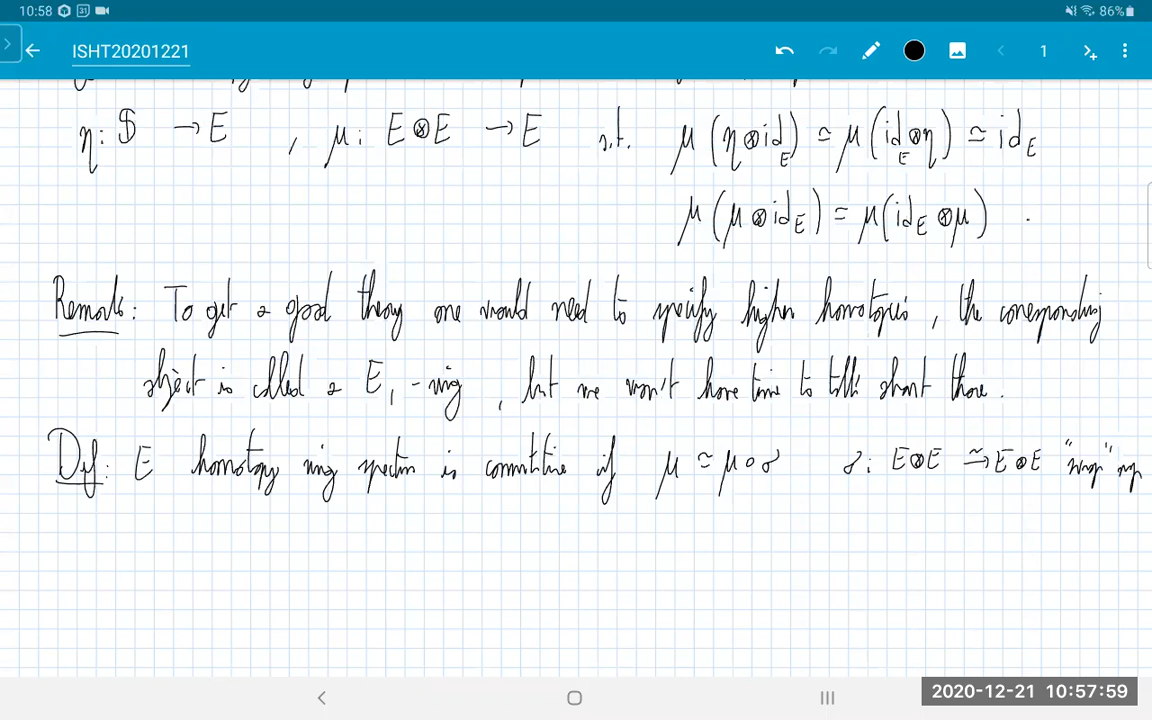 10:58 31 86%
ISHT20201221 1
η: $ → E , μ: E⊗E → E s.t. μ(η⊗id_E) ≃ μ(id_E⊗η) ≃ id_E
μ(μ⊗id_E) ≃ μ(id_E⊗μ) .
Remark: To get a good theory one would need to specify higher homotopies, the corresponding
object is called a E₁-ring, but we won't have time to talk about those.
Def: E homotopy ring spectrum is commutative if μ ≃ μ∘σ σ: E⊗E ≃→ E⊗E "swap" map
2020-12-21 10:57:59